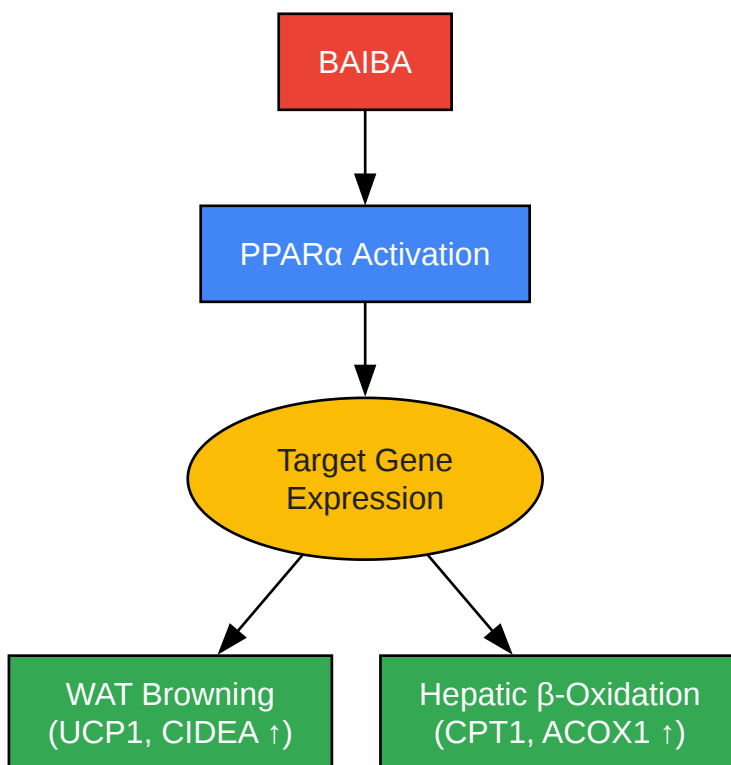 BAIBA
PPARα Activation
Target Gene
Expression
WAT Browning
(UCP1, CIDEA ↑)
Hepatic β-Oxidation
(CPT1, ACOX1 ↑)